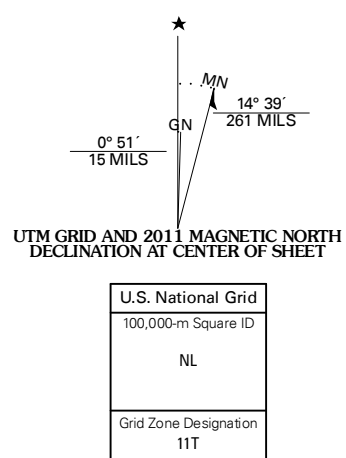 MN
GN
0° 51´
15 MILS
14° 39´
261 MILS
UTM GRID AND 2011 MAGNETIC NORTH
DECLINATION AT CENTER OF SHEET
U.S. National Grid
100,000-m Square ID
NL
Grid Zone Designation
11T